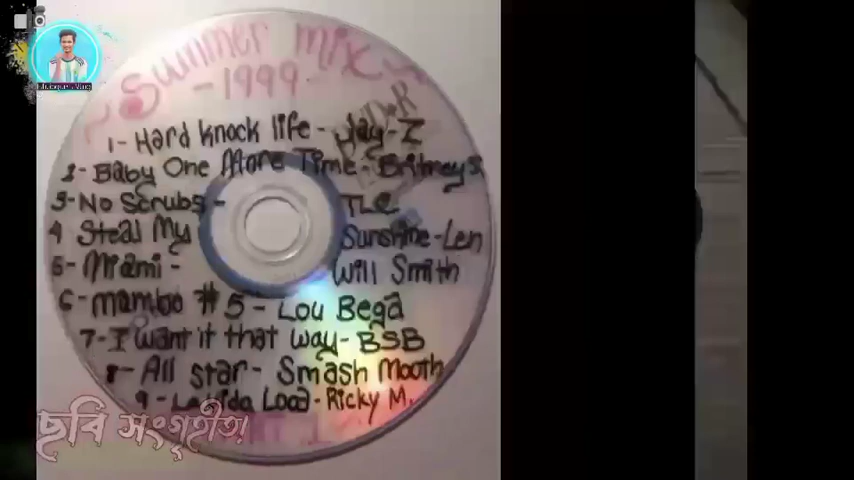 Summer mix
- 1999 -
1- Hard knock life - Jay-Z
2- Baby One More Time - Britney S.
3- No Scrubs - TLC
4 Steal My Sunshine - Len
5- Miami - Will Smith
6- mambo #5 - Lou Bega
7- I want it that way - BSB
8- All star - Smash Mouth
9 - La Vida Loca - Ricky M.
ছবি সংগৃহীত।